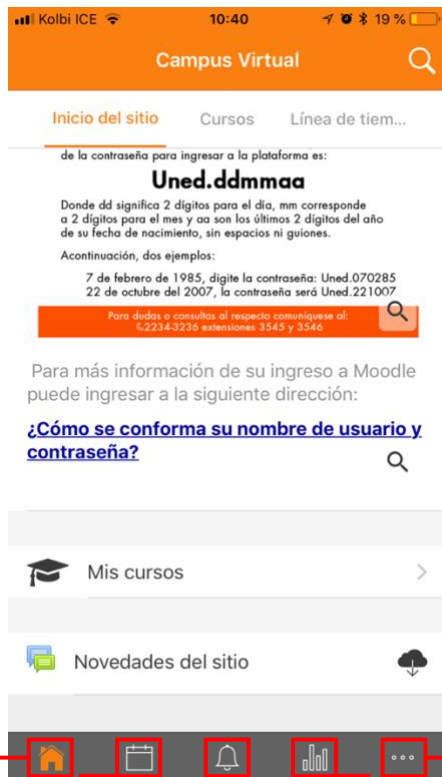 Kolbi ICE 10:40 19 %
Campus Virtual
Inicio del sitio Cursos Línea de tiem...
de la contraseña para ingresar a la plataforma es:
Uned.ddmmaa
Donde dd significa 2 dígitos para el día, mm corresponde
a 2 dígitos para el mes y aa son los últimos 2 dígitos del año
de su fecha de nacimiento, sin espacios ni guiones.
Acontinuación, dos ejemplos:
7 de febrero de 1985, digite la contraseña: Uned.070285
22 de octubre del 2007, la contraseña será Uned.221007
Para dudas o consultas al respecto comuniquese al:
2234-3236 extensiones 3545 y 3546
Para más información de su ingreso a Moodle
puede ingresar a la siguiente dirección:
¿Cómo se conforma su nombre de usuario y
contraseña?
Mis cursos
Novedades del sitio